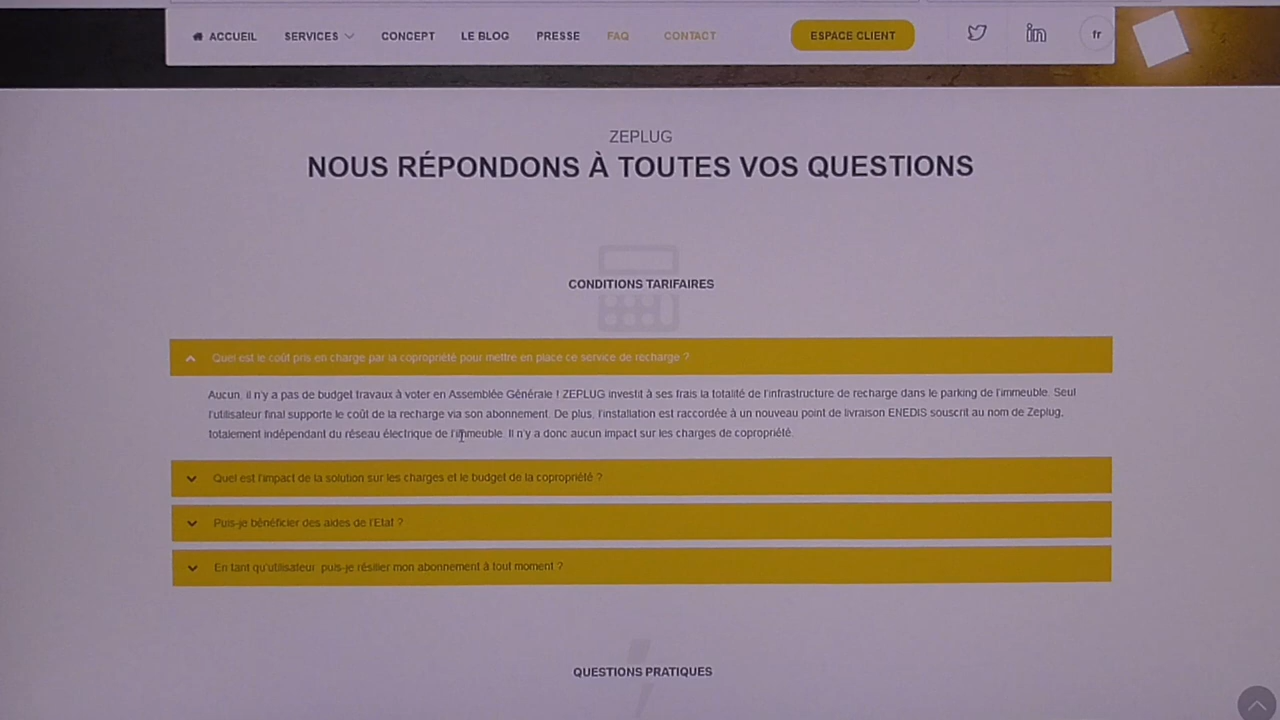 ACCUEIL SERVICES CONCEPT LE BLOG PRESSE FAQ CONTACT ESPACE CLIENT fr
ZEPLUG
NOUS RÉPONDONS À TOUTES VOS QUESTIONS
CONDITIONS TARIFAIRES
Quel est le coût pris en charge par la copropriété pour mettre en place ce service de recharge ?
Aucun, il n'y a pas de budget travaux à voter en Assemblée Générale ! ZEPLUG investit à ses frais la totalité de l'infrastructure de recharge dans le parking de l'immeuble. Seul
l'utilisateur final supporte le coût de la recharge via son abonnement. De plus, l'installation est raccordée à un nouveau point de livraison ENEDIS souscrit au nom de Zeplug,
totalement indépendant du réseau électrique de l'immeuble. Il n'y a donc aucun impact sur les charges de copropriété.
Quel est l'impact de la solution sur les charges et le budget de la copropriété ?
Puis-je bénéficier des aides de l'Etat ?
En tant qu'utilisateur, puis-je résilier mon abonnement à tout moment ?
QUESTIONS PRATIQUES